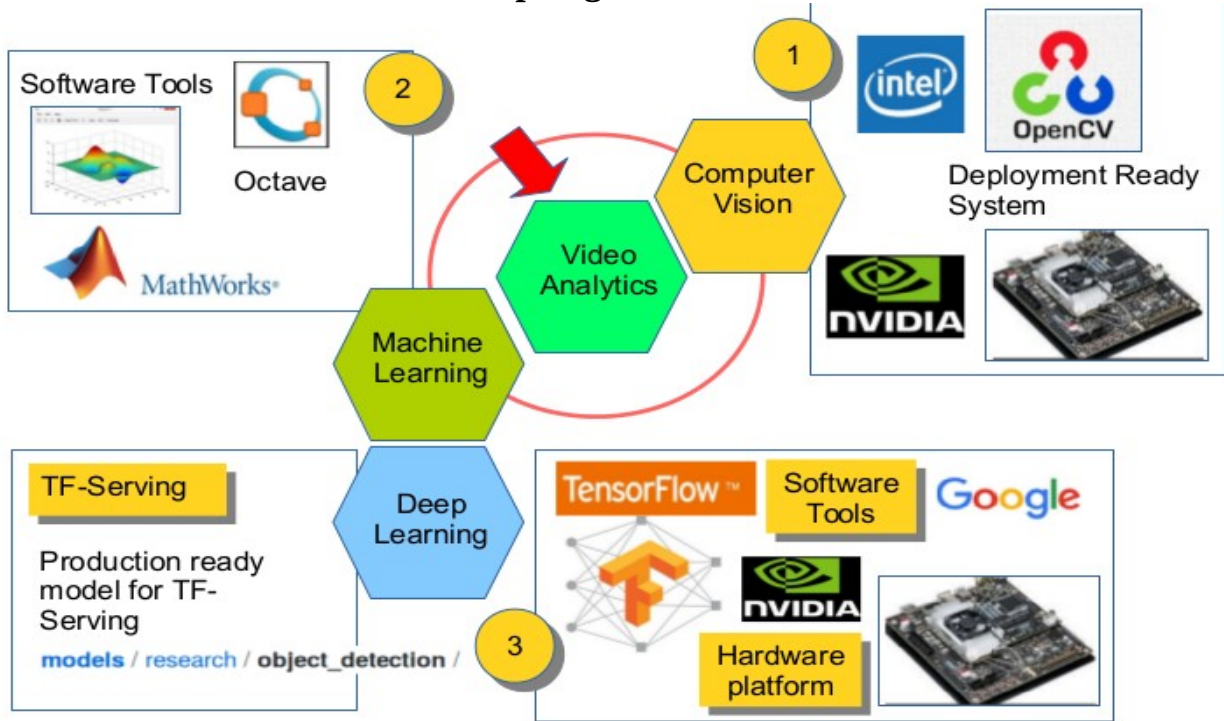 2
Software Tools
Octave
MathWorks®
1
intel
OpenCV
Deployment Ready
System
NVIDIA
Computer
Vision
Video
Analytics
Machine
Learning
Deep
Learning
TF-Serving
Production ready
model for TF-
Serving
models / research / object_detection /
3
TensorFlow ™
Software
Tools
Google
NVIDIA
Hardware
platform